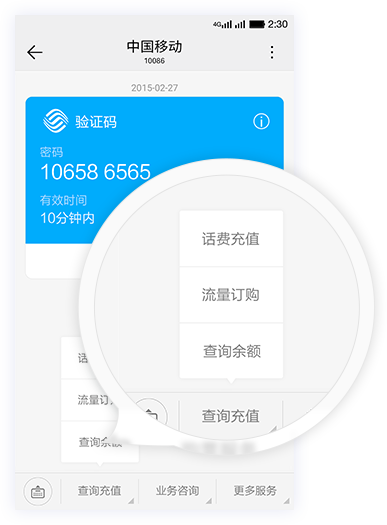 4G 2:30
中国移动
10086
2015-02-27
验证码
密码
10658 6565
有效时间
10分钟内
话费充值
流量订购
查询余额
查询充值
话
流量订购
查询余额
查询充值
业务咨询
更多服务